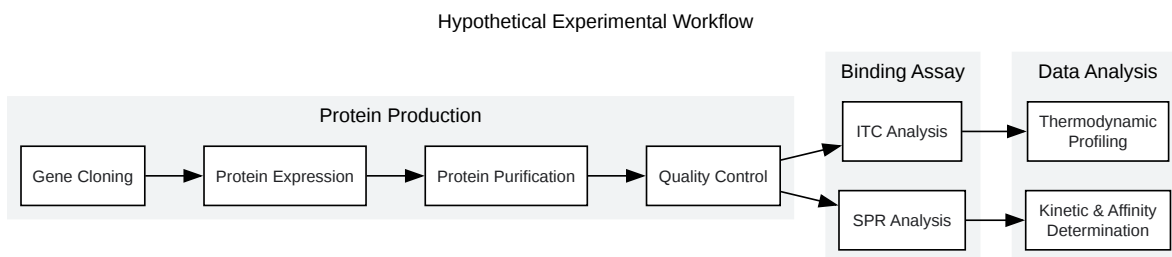 Hypothetical Experimental Workflow
Protein Production
Gene Cloning
Protein Expression
Protein Purification
Quality Control
Binding Assay
ITC Analysis
SPR Analysis
Data Analysis
Thermodynamic
Profiling
Kinetic & Affinity
Determination